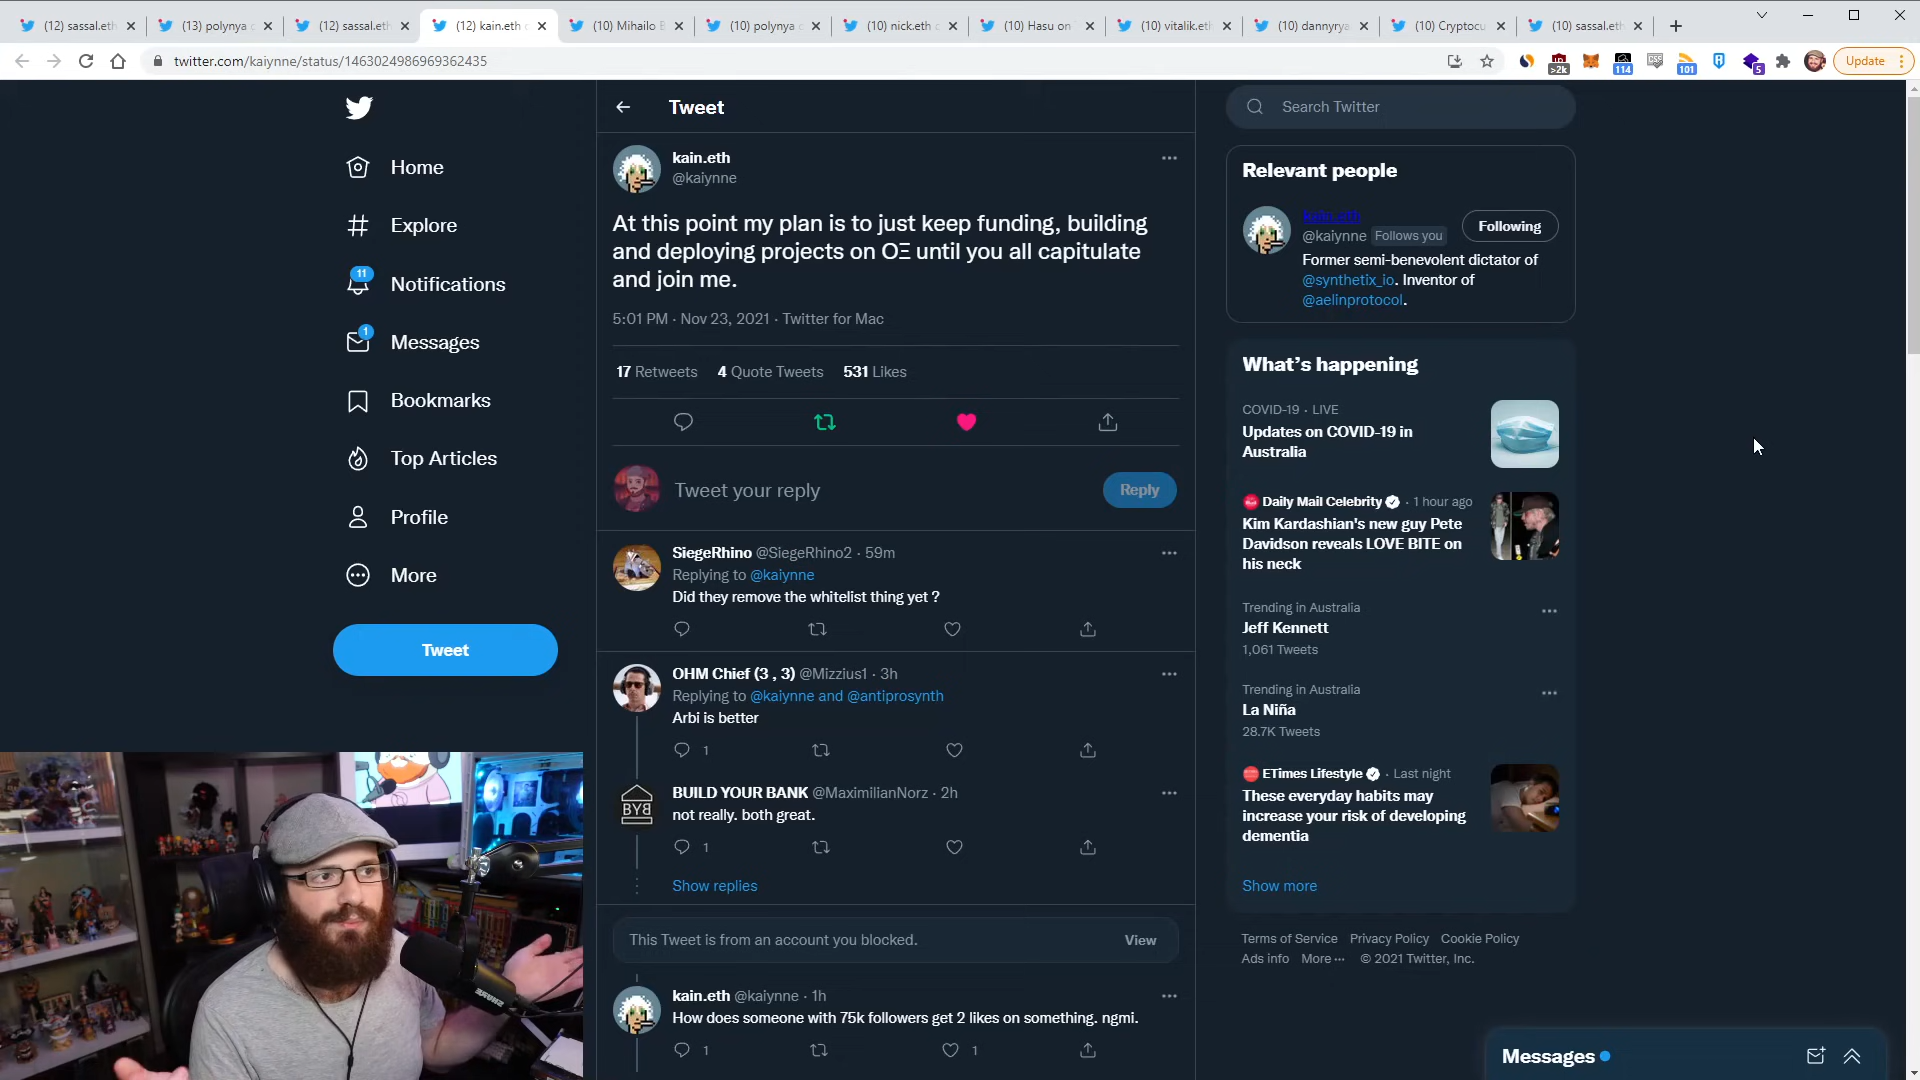 (12) sassal.eth
(13) polynya
(12) sassal.eth
(12) kain.eth
(10) Mihailo B
(10) polynya
(10) nick.eth
(10) Hasu on
(10) vitalik.eth
(10) dannyrya
(10) Cryptocu
(10) sassal.eth
twitter.com/kaiynne/status/1463024986969362435
>2k
114
101
5
Update
Home
Explore
11
Notifications
1
Messages
Bookmarks
Top Articles
Profile
More
Tweet
Tweet
kain.eth
@kaiynne
At this point my plan is to just keep funding, building
and deploying projects on OΞ until you all capitulate
and join me.
5:01 PM · Nov 23, 2021 · Twitter for Mac
17 Retweets 4 Quote Tweets 531 Likes
Tweet your reply
Reply
SiegeRhino @SiegeRhino2 · 59m
Replying to @kaiynne
Did they remove the whitelist thing yet ?
OHM Chief (3 , 3) @Mizzius1 · 3h
Replying to @kaiynne and @antiprosynth
Arbi is better
1
BYB
BUILD YOUR BANK @MaximilianNorz · 2h
not really. both great.
1
Show replies
This Tweet is from an account you blocked.
View
kain.eth @kaiynne · 1h
How does someone with 75k followers get 2 likes on something. ngmi.
1
1
Search Twitter
Relevant people
kain.eth
@kaiynne Follows you
Following
Former semi-benevolent dictator of
@synthetix_io. Inventor of
@aelinprotocol.
What's happening
COVID-19 · LIVE
Updates on COVID-19 in
Australia
Daily Mail Celebrity · 1 hour ago
Kim Kardashian's new guy Pete
Davidson reveals LOVE BITE on
his neck
Trending in Australia
Jeff Kennett
1,061 Tweets
Trending in Australia
La Niña
28.7K Tweets
ETimes Lifestyle · Last night
These everyday habits may
increase your risk of developing
dementia
Show more
Terms of Service Privacy Policy Cookie Policy
Ads info More ··· © 2021 Twitter, Inc.
Messages
SHURE